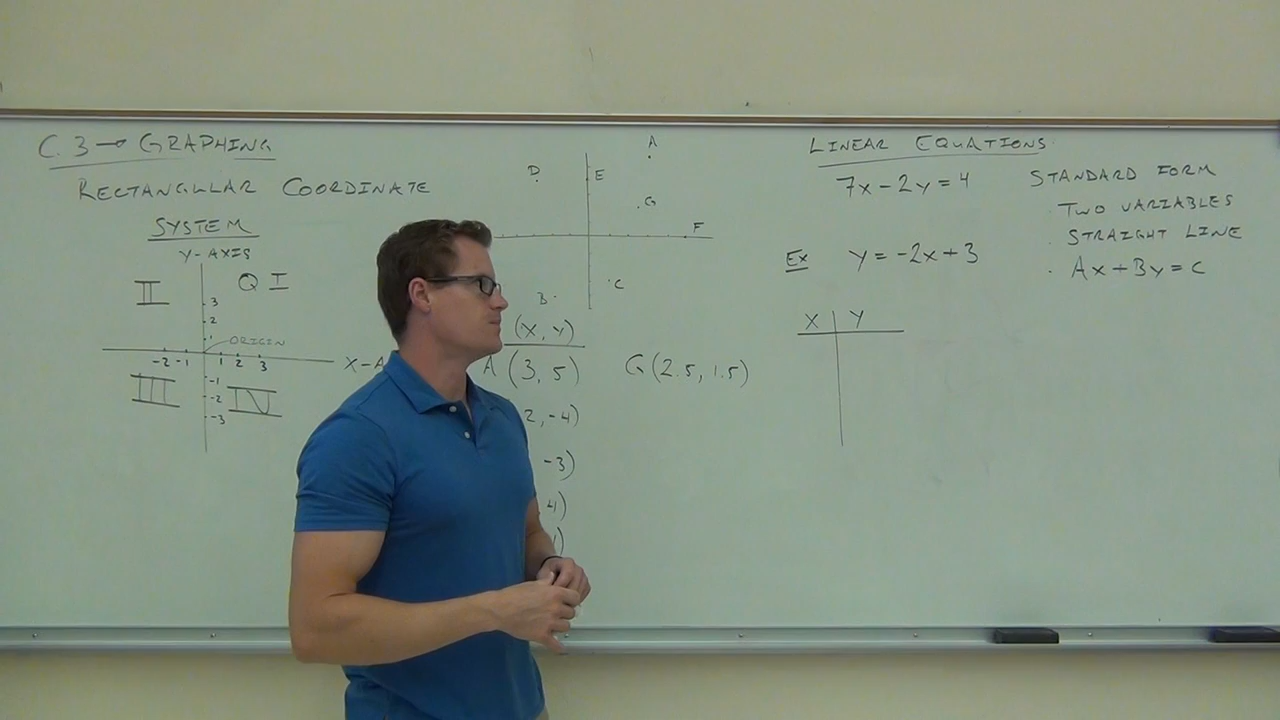 C.3 → GRAPHING
RECTANGULAR COORDINATE
SYSTEM
Y-AXIS
II
Q I
3
2
1
ORIGIN
-2 -1 1 2 3
X-A
III
IV
-1
-2
-3
A
D
E
G
F
C
B
(X, Y)
A (3, 5)
G(2.5, 1.5)
2, -4)
-3)
4)
)
LINEAR EQUATIONS
7x - 2y = 4
Ex y = -2x + 3
X Y
STANDARD FORM
· TWO VARIABLES
· STRAIGHT LINE
· Ax + By = C